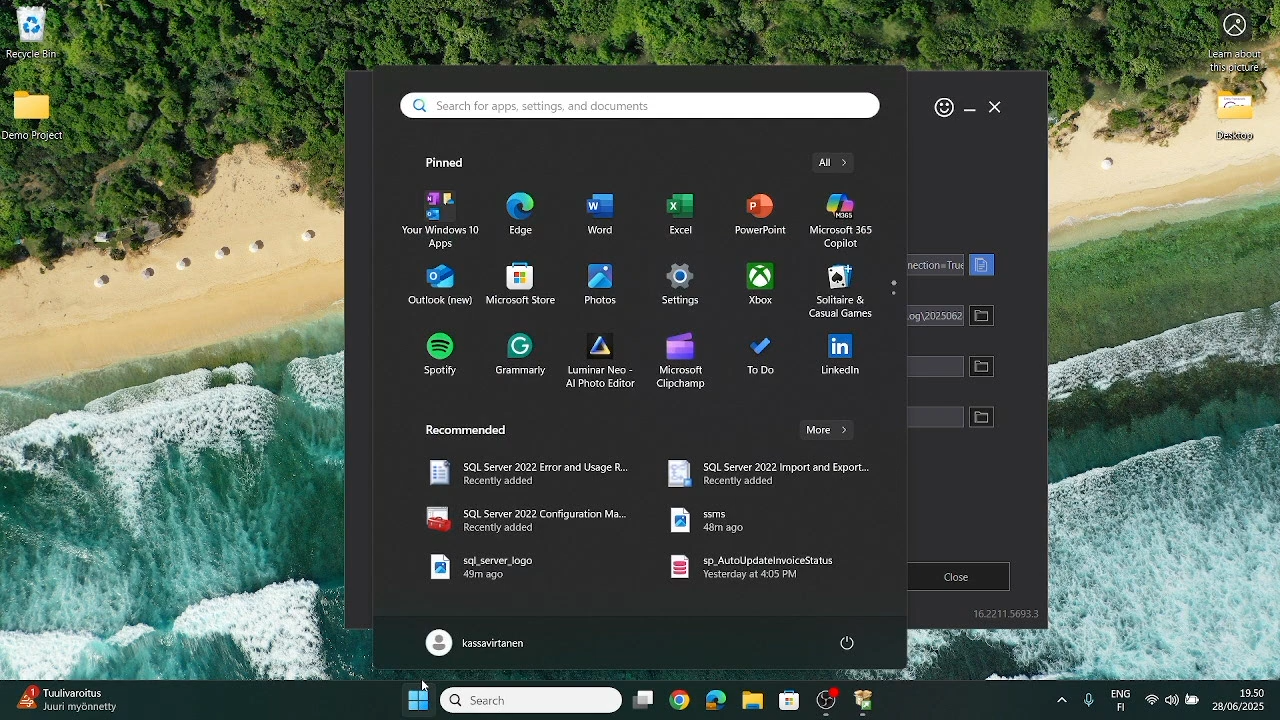 Recycle Bin
Demo Project
Learn about
this picture
Desktop
Search for apps, settings, and documents
Pinned
All
Your Windows 10
Apps
Edge
Word
Excel
PowerPoint
M365
Microsoft 365
Copilot
Outlook (new)
Microsoft Store
Photos
Settings
Xbox
Solitaire &
Casual Games
Spotify
Grammarly
Luminar Neo -
AI Photo Editor
Microsoft
Clipchamp
To Do
LinkedIn
Recommended
More
SQL Server 2022 Error and Usage R...
Recently added
SQL Server 2022 Import and Export...
Recently added
SQL Server 2022 Configuration Ma...
Recently added
ssms
48m ago
sql_server_logo
49m ago
sp_AutoUpdateInvoiceStatus
Yesterday at 4:05 PM
kassavirtanen
nnection=True
og\2025062
Close
16.2211.5693.3
1
Tuulivaroitus
Juuri myönnetty
Search
ENG
FI
19.50
28/06/2025